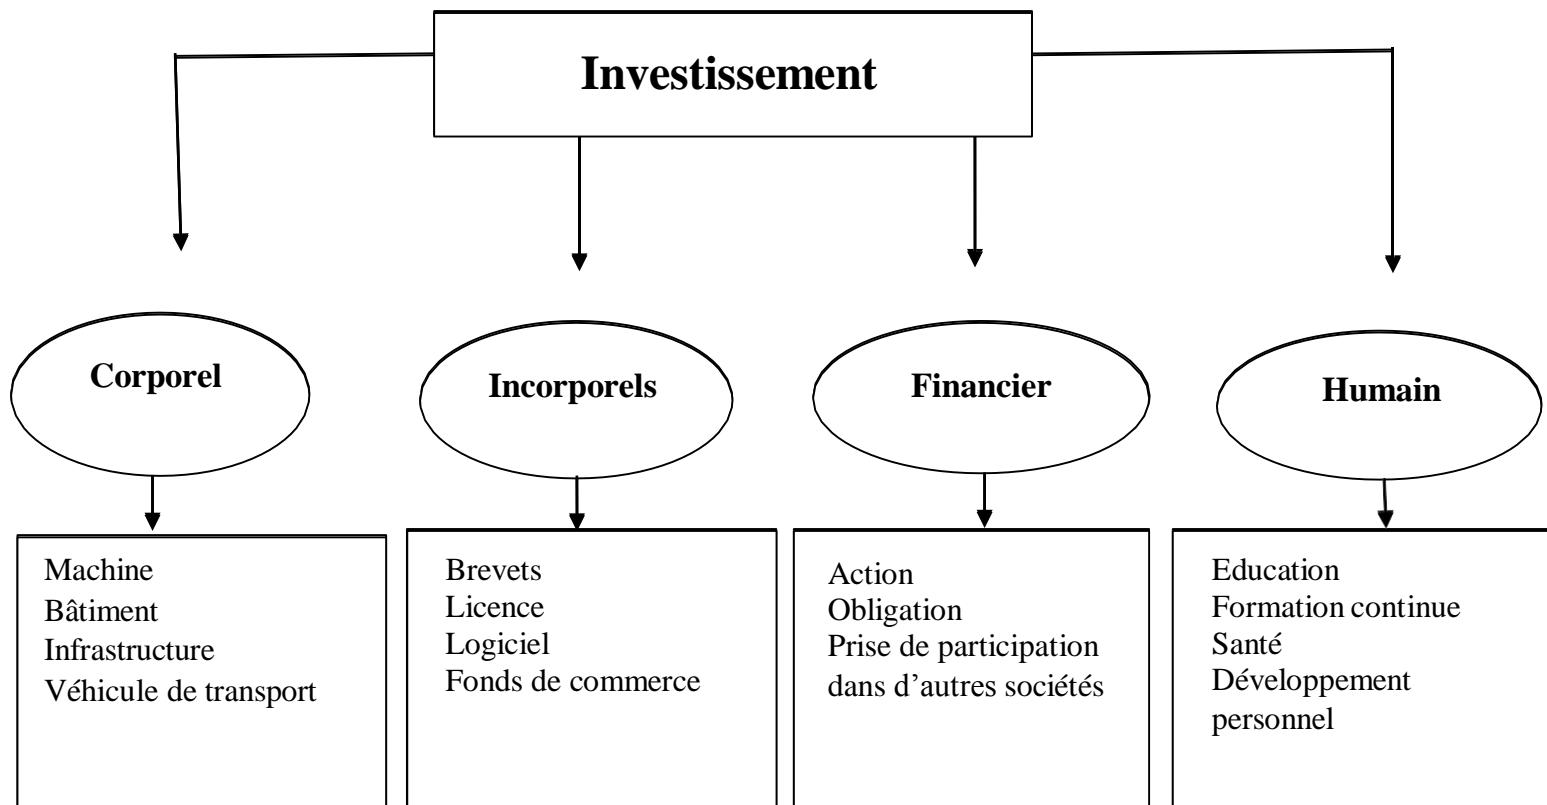 Investissement
Corporel
Incorporels
Financier
Humain
Machine
Bâtiment
Infrastructure
Véhicule de transport
Brevets
Licence
Logiciel
Fonds de commerce
Action
Obligation
Prise de participation
dans d’autres sociétés
Education
Formation continue
Santé
Développement
personnel